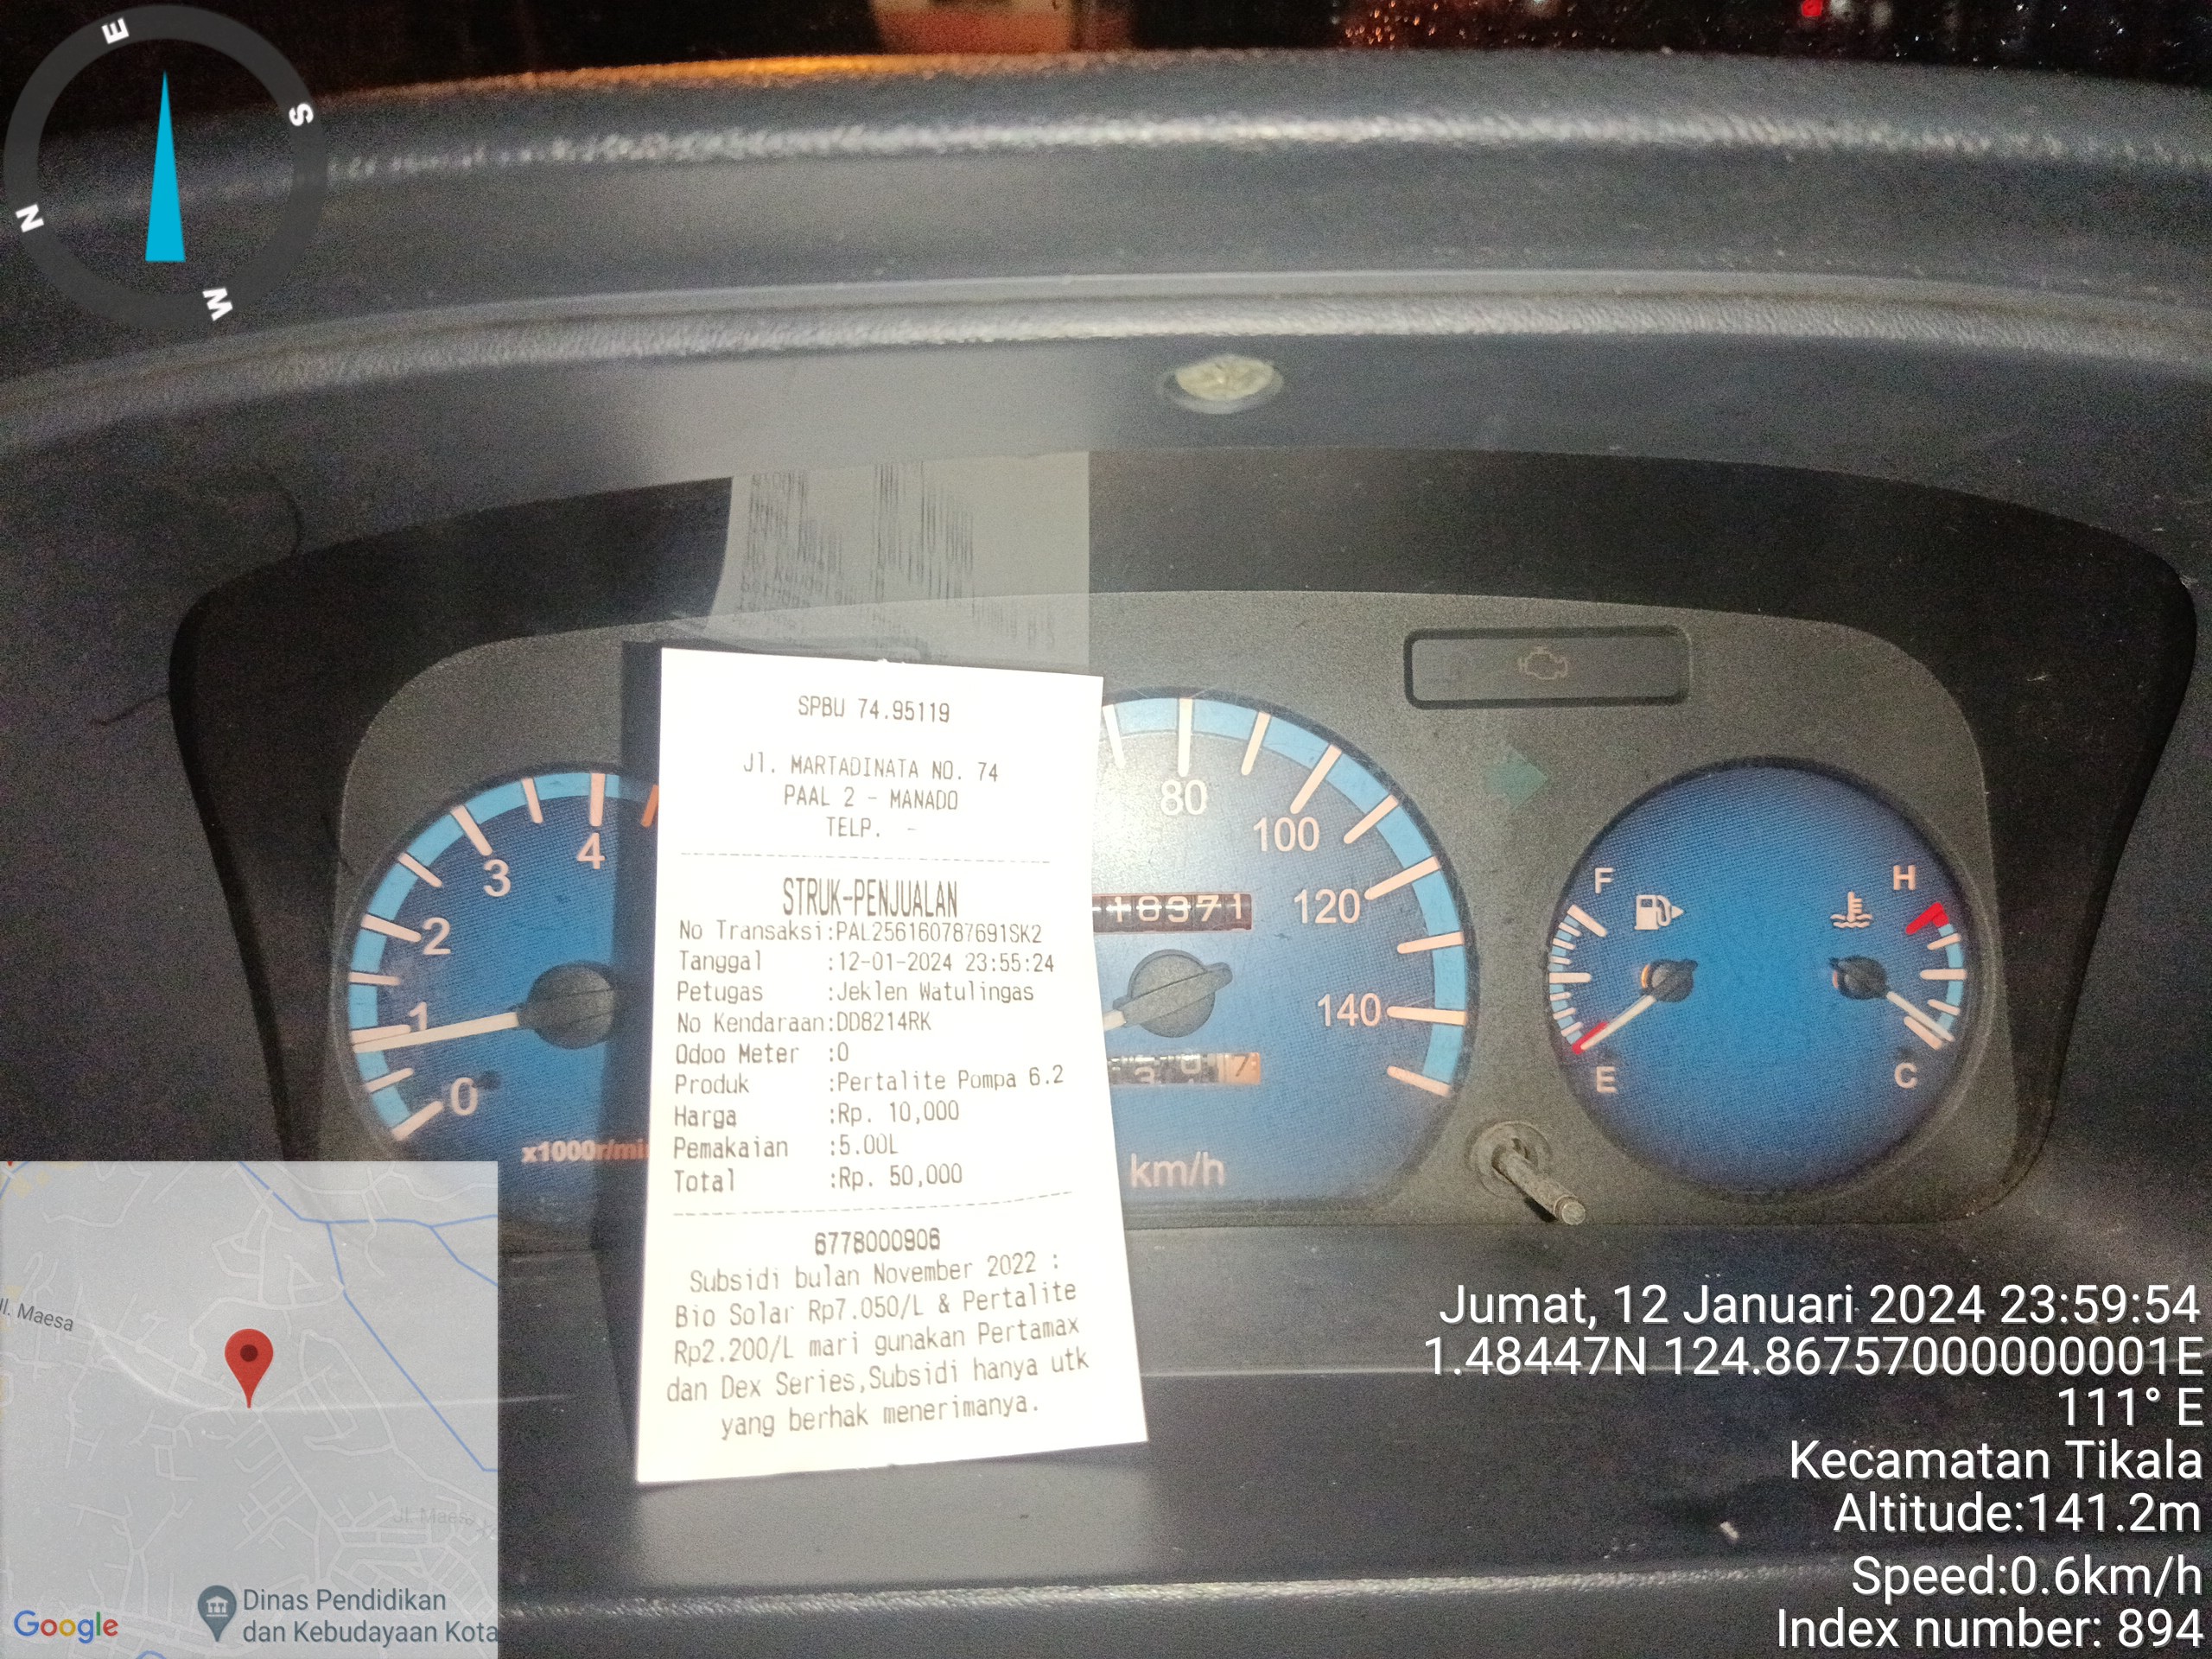 E
S
N
W
SPBU 74.95119
Jl. MARTADINATA NO. 74
PAAL 2 - MANADO
TELP. -
STRUK-PENJUALAN
No Transaksi:PAL256160787691SK2
Tanggal :12-01-2024 23:55:24
Petugas :Jeklen Watulingas
No Kendaraan:DD8214RK
Odoo Meter :0
Produk :Pertalite Pompa 6.2
Harga :Rp. 10,000
Pemakaian :5.00L
Total :Rp. 50,000
6778000906
Subsidi bulan November 2022 :
Bio Solar Rp7.050/L & Pertalite
Rp2.200/L mari gunakan Pertamax
dan Dex Series,Subsidi hanya utk
yang berhak menerimanya.
0
1
2
3
4
x1000r/mi
80
100
120
140
18371
km/h
F
E
H
C
Jl. Maesa
Dinas Pendidikan
dan Kebudayaan Kota
Google
Jumat, 12 Januari 2024 23:59:54
1.48447N 124.86757000000001E
111° E
Kecamatan Tikala
Altitude:141.2m
Speed:0.6km/h
Index number: 894